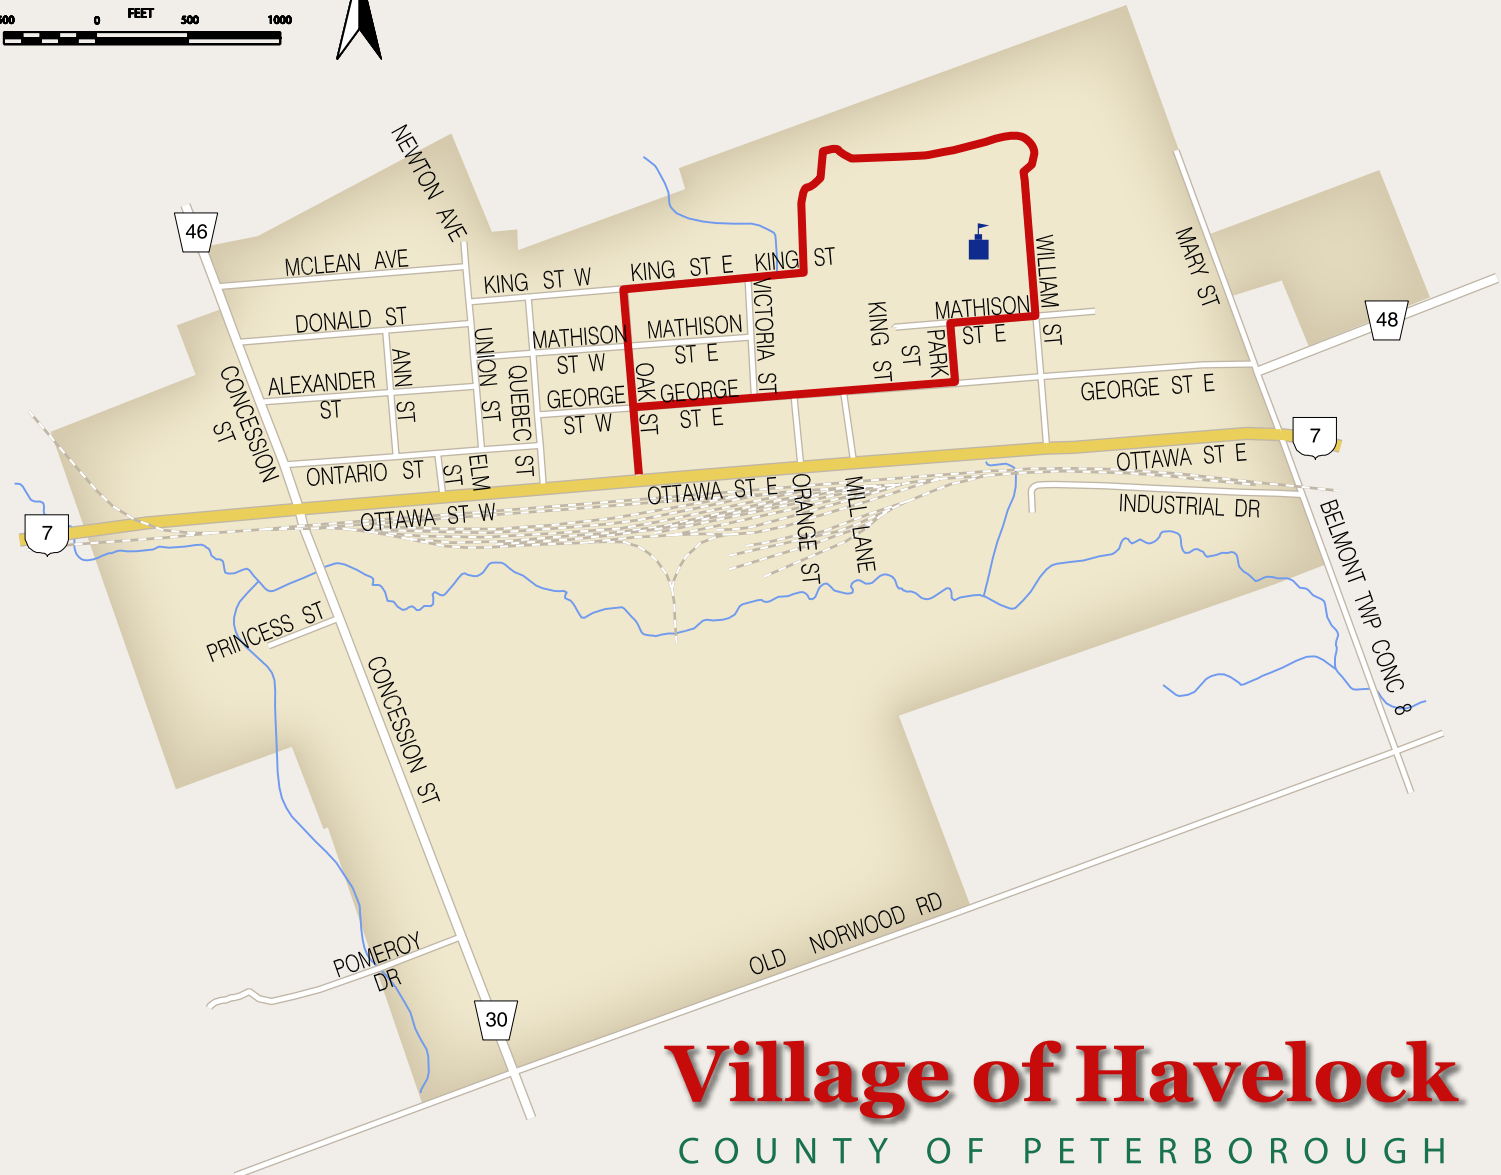 FEET
500 0 500 1000
NEWTON AVE
46
MCLEAN AVE
KING ST W
KING ST E
KING ST
DONALD ST
UNION ST
MATHISON
ST W
MATHISON
ST E
VICTORIA ST
KING ST
PARK
ST
MATHISON
ST E
WILLIAM
ST
MARY ST
48
CONCESSION
ST
ALEXANDER
ST
ANN
ST
QUEBEC
ST
GEORGE
ST W
OAK
ST
GEORGE
ST E
GEORGE ST E
ONTARIO ST
ELM
ST
7
OTTAWA ST W
OTTAWA ST E
ORANGE ST
MILL LANE
OTTAWA ST E
7
INDUSTRIAL DR
BELMONT TWP CONC 8
PRINCESS ST
CONCESSION ST
POMEROY
DR
30
OLD NORWOOD RD
Village of Havelock
COUNTY OF PETERBOROUGH